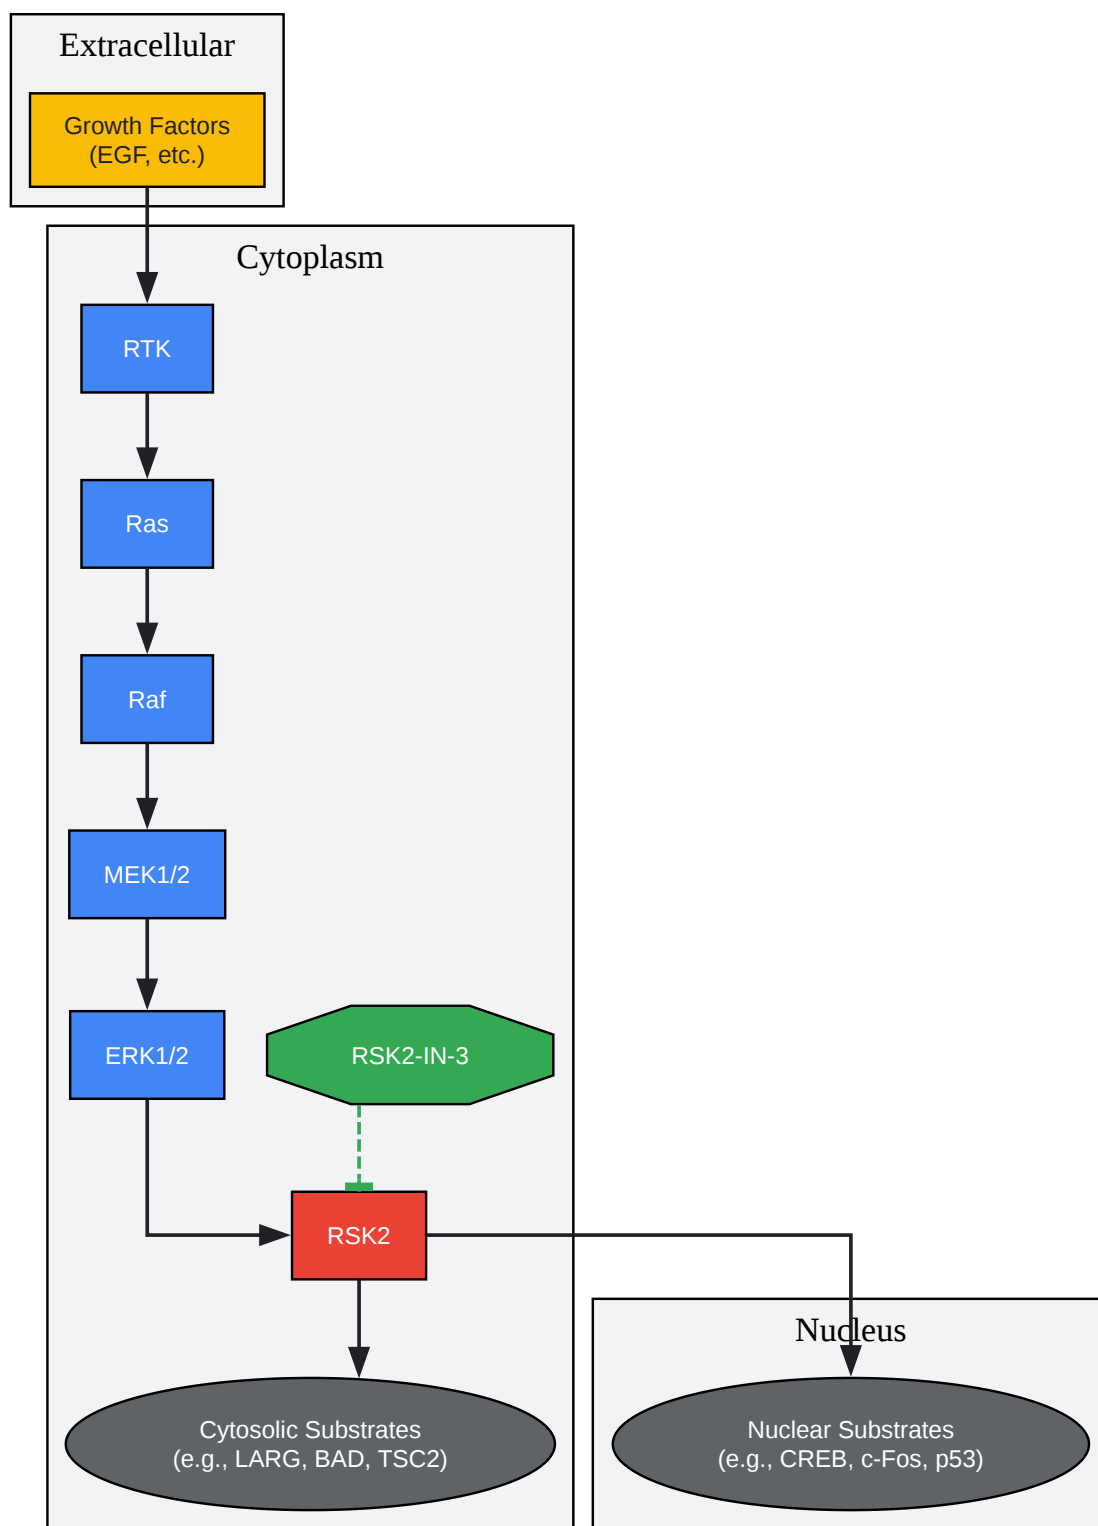 Extracellular
Growth Factors
(EGF, etc.)
Cytoplasm
RTK
Ras
Raf
MEK1/2
ERK1/2
RSK2-IN-3
RSK2
Nucleus
Cytosolic Substrates
(e.g., LARG, BAD, TSC2)
Nuclear Substrates
(e.g., CREB, c-Fos, p53)